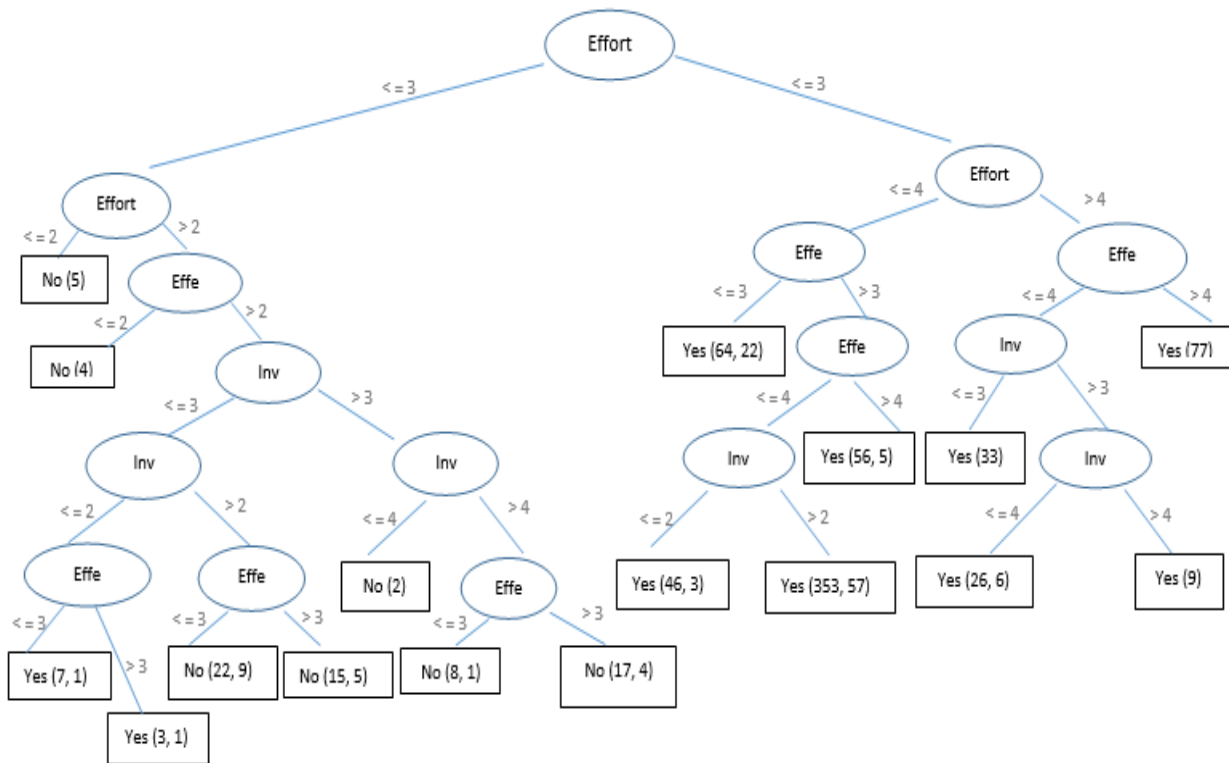 Effort
<=3
<=3
Effort
Effort
<=4
>4
<=2
>2
Effe
Effe
No (5)
Effe
<=3
>3
<=4
>4
<=2
>2
Yes (64, 22)
Effe
Inv
Yes (77)
No (4)
Inv
<=3
>3
<=4
>4
<=3
>3
Inv
Inv
Inv
Yes (56, 5)
Yes (33)
Inv
<=2
>2
<=4
>4
<=2
>2
<=4
>4
Effe
Effe
No (2)
Effe
Yes (46, 3)
Yes (353, 57)
Yes (26, 6)
Yes (9)
<=3
>3
<=3
>3
<=3
>3
Yes (7, 1)
No (22, 9)
No (15, 5)
No (8, 1)
No (17, 4)
Yes (3, 1)